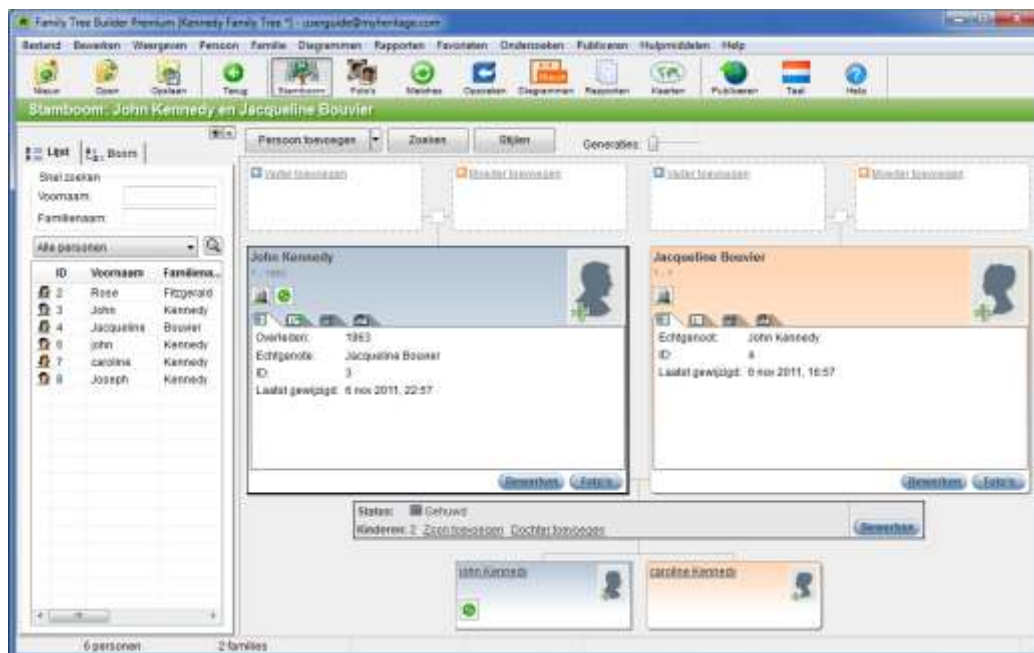 Family Tree Builder Premium [Kennedy Family Tree *] - userguide@myheritage.com
Bestand Bewerken Weergeven Persoon Familie Diagrammen Rapporten Favorieten Onderzoeken Publiceren Hulpmiddelen Help
Nieuw Open Opslaan Terug Stamboom Foto's Matches Opzoeken Diagrammen Rapporten Kaarten Publiceren Taal Help
Stamboom: John Kennedy en Jacqueline Bouvier
Lijst Boom
Persoon toevoegen Zoeken Stijlen Generaties:
Snel zoeken
Voornaam:
Familienaam:
Alle personen
ID Voornaam Familiena...
2 Rose Fitzgerald
3 John Kennedy
4 Jacqueline Bouvier
6 john Kennedy
7 caroline Kennedy
8 Joseph Kennedy
Vader toevoegen Moeder toevoegen Vader toevoegen Moeder toevoegen
John Kennedy
? - 1963
Overleden: 1963
Echtgenote: Jacqueline Bouvier
ID: 3
Laatst gewijzigd: 6 nov 2011, 22:57
Bewerken Foto's
Jacqueline Bouvier
? - ?
Echtgenoot: John Kennedy
ID: 4
Laatst gewijzigd: 6 nov 2011, 16:57
Bewerken Foto's
Status: Gehuwd
Kinderen: 2 Zoon toevoegen Dochter toevoegen
Bewerken
john Kennedy
caroline Kennedy
6 personen 2 families